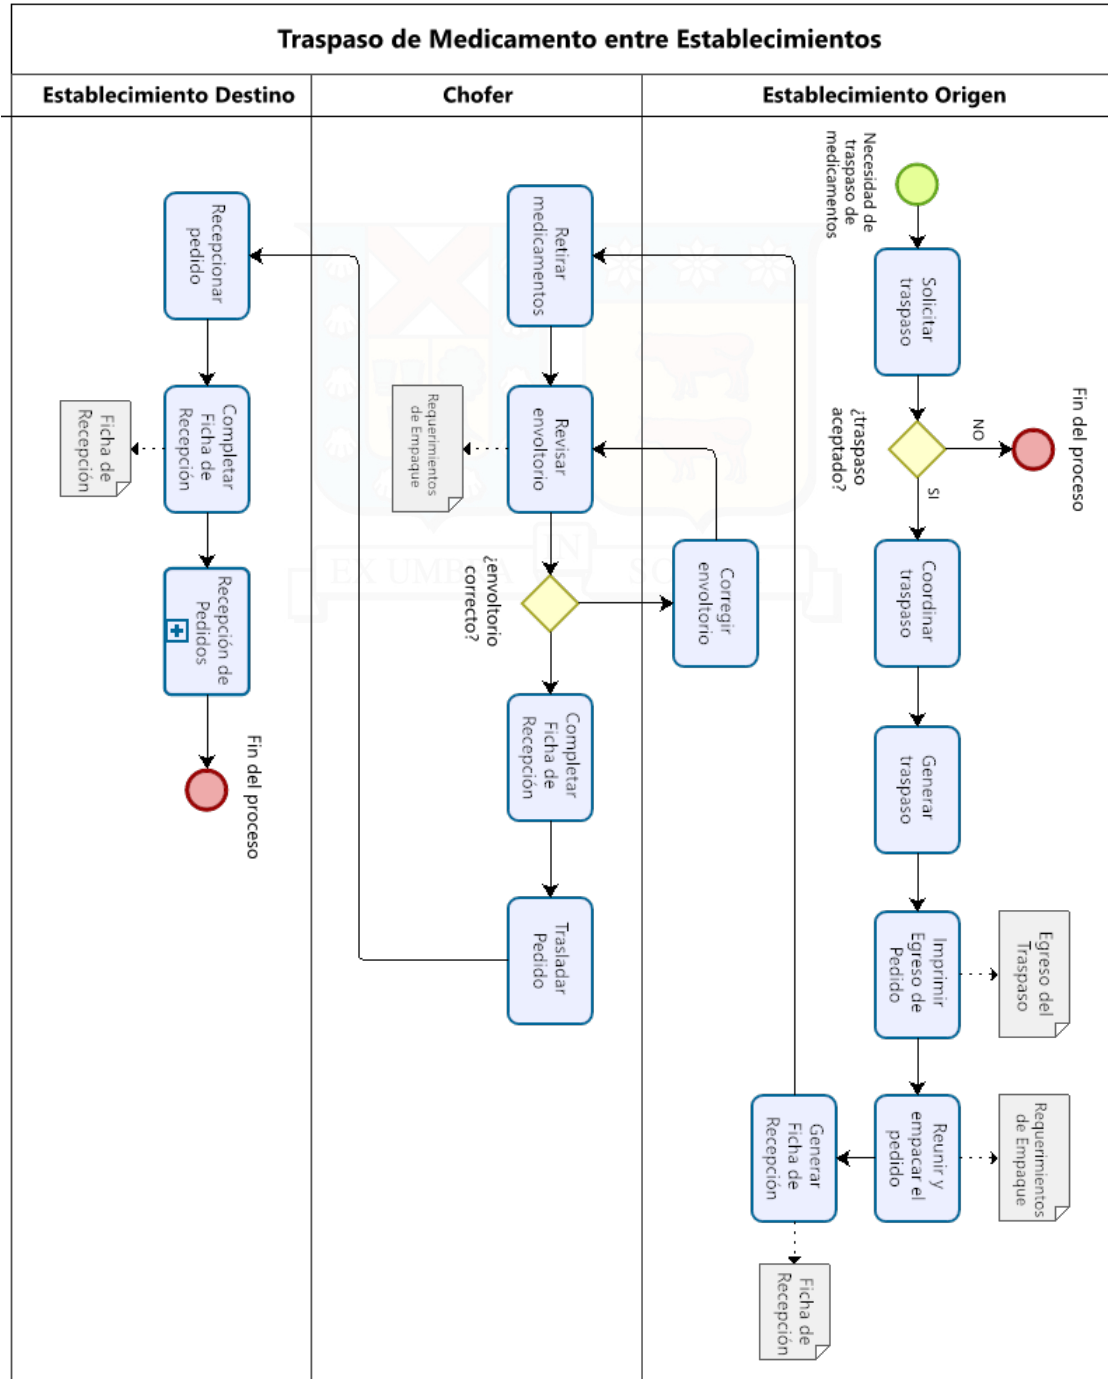 Traspaso de Medicamento entre Establecimientos
Establecimiento Destino
Chofer
Establecimiento Origen
Necesidad de
traspaso de
medicamentos
Solicitar
traspaso
¿traspaso
aceptado?
NO
Fin del proceso
SI
Coordinar
traspaso
Generar
traspaso
Imprimir
Egreso de
Pedido
Egreso del
Traspaso
Reunir y
empacar el
pedido
Requerimientos
de Empaque
Generar
Ficha de
Recepción
Ficha de
Recepción
Retirar
medicamentos
Revisar
envoltorio
Requerimientos
de Empaque
¿envoltorio
correcto?
Corregir
envoltorio
Completar
Ficha de
Recepción
Trasladar
Pedido
Recepcionar
pedido
Completar
Ficha de
Recepción
Ficha de
Recepción
Recepción de
Pedidos
Fin del proceso
EX UMBRA IN SO